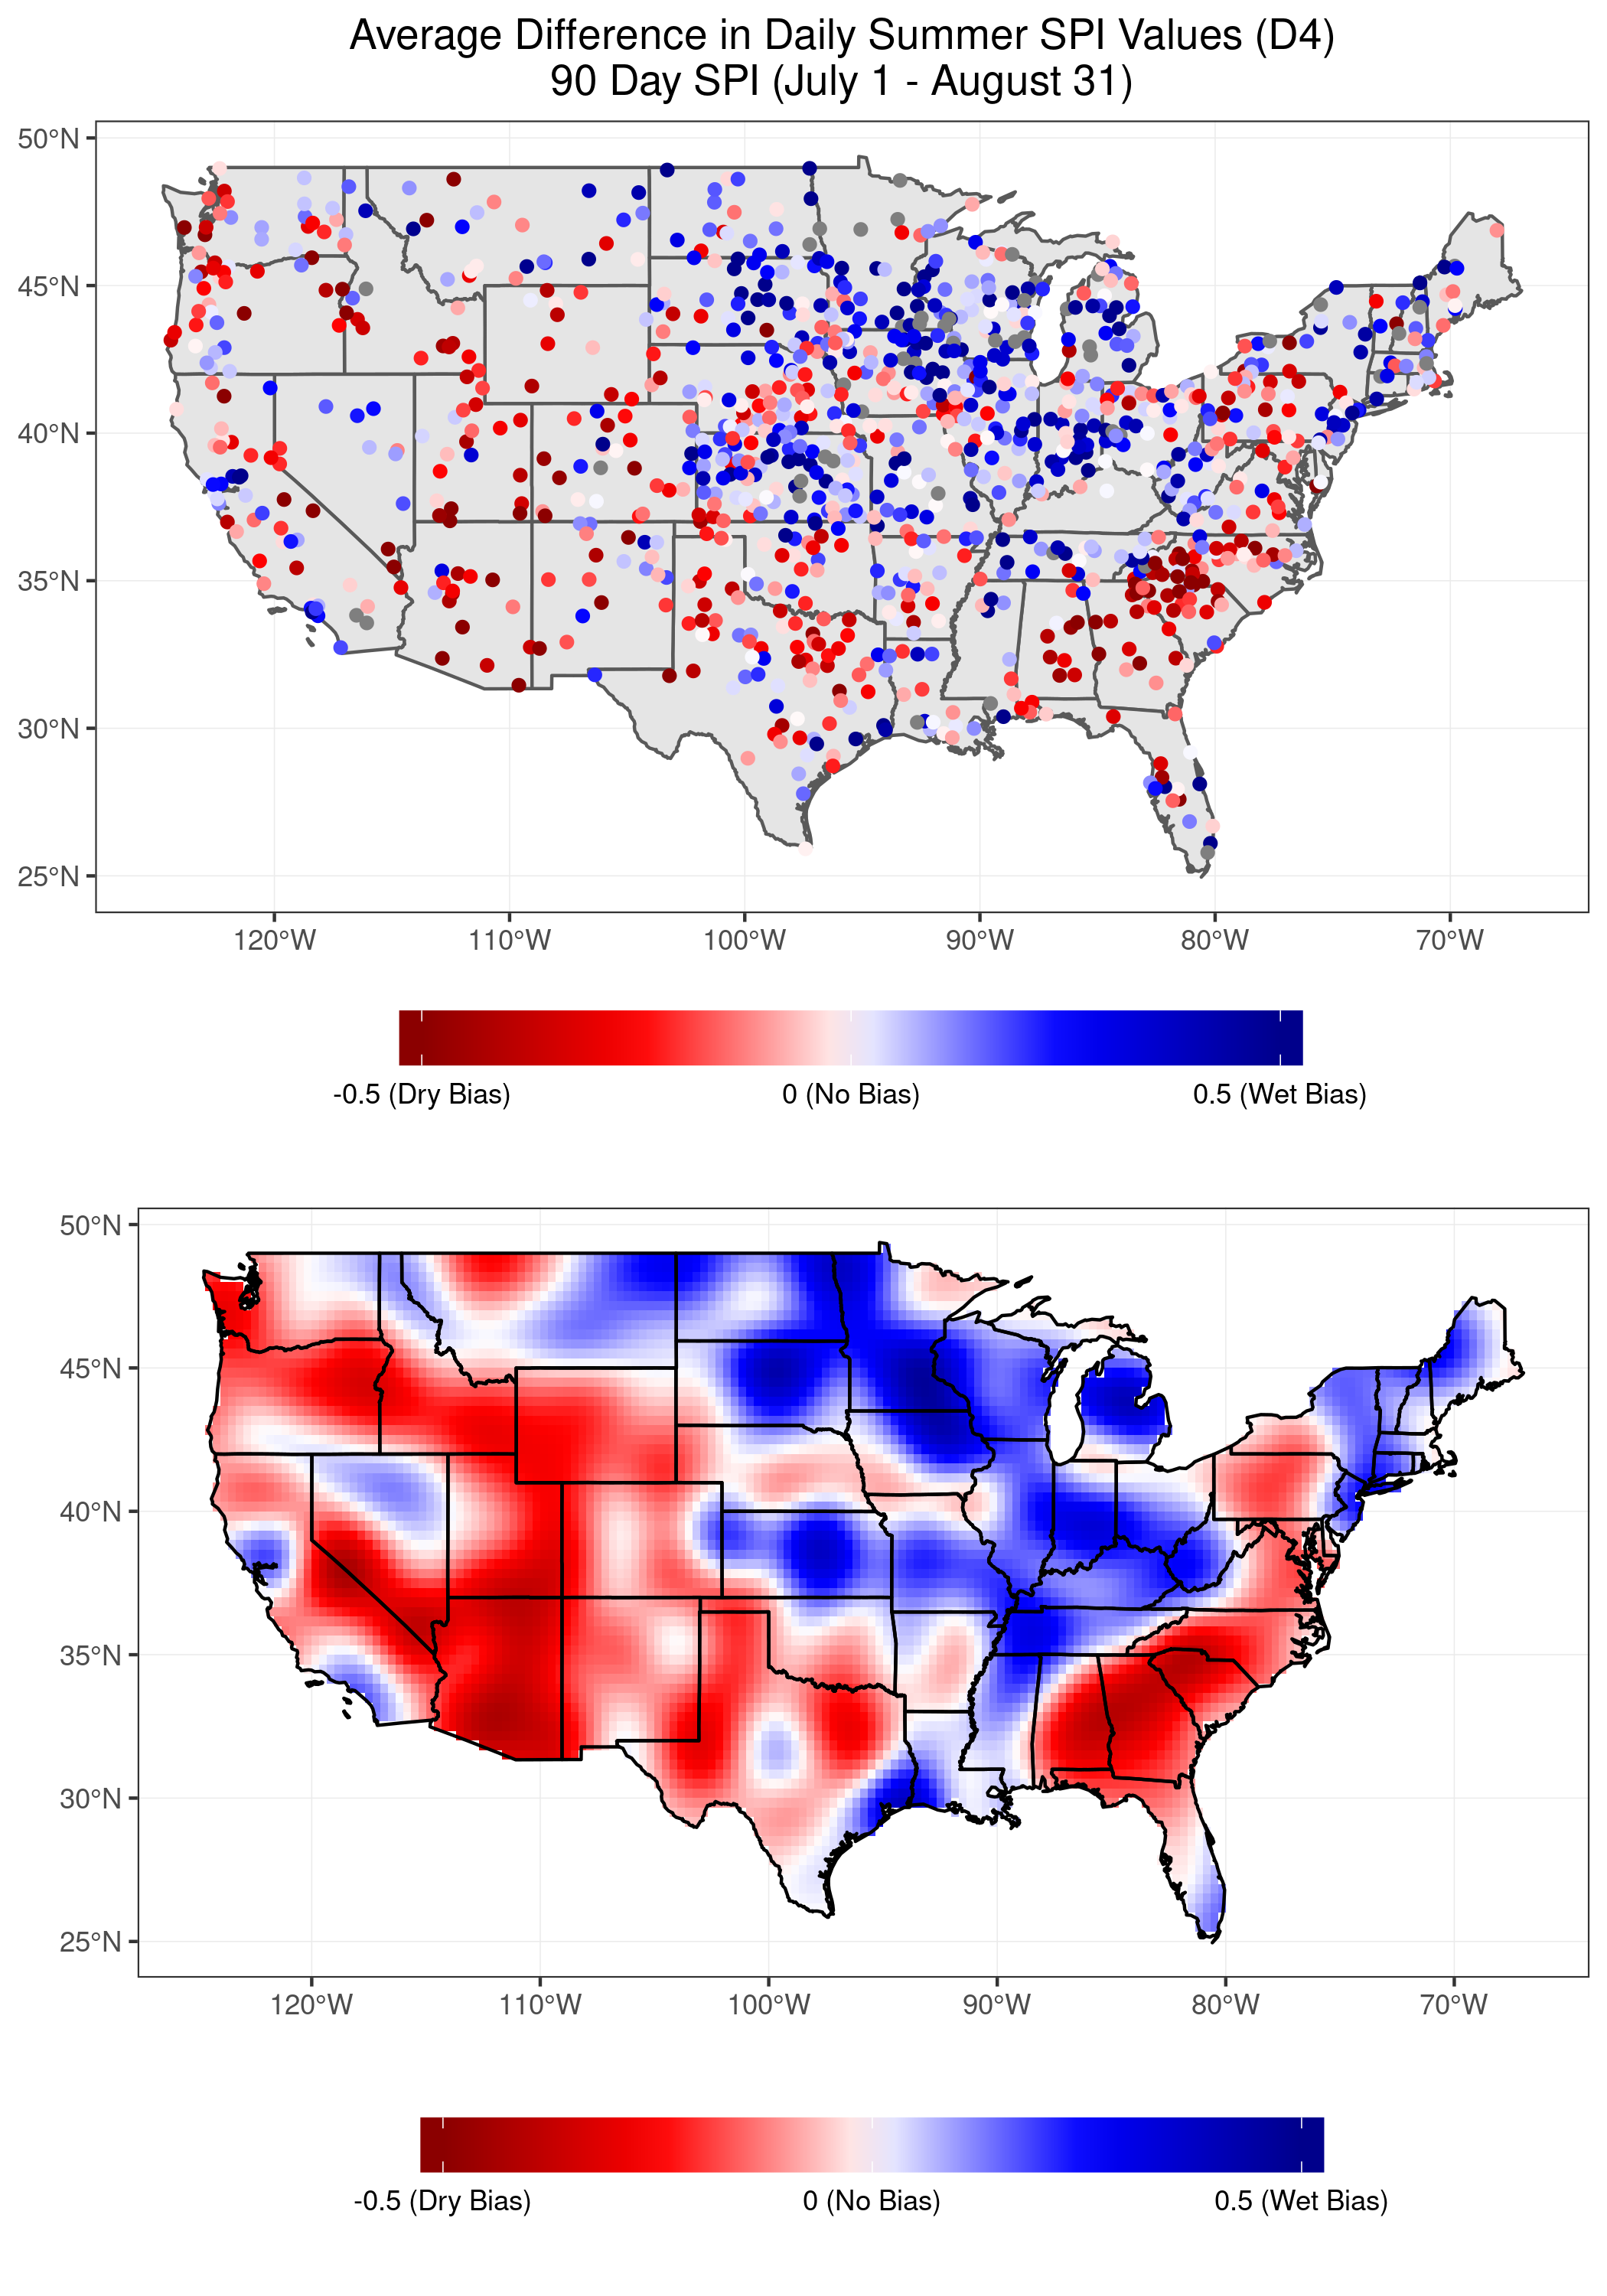 Average Difference in Daily Summer SPI Values (D4)
90 Day SPI (July 1 - August 31)
50°N
45°N
40°N
35°N
30°N
25°N
120°W 110°W 100°W 90°W 80°W 70°W
-0.5 (Dry Bias) 0 (No Bias) 0.5 (Wet Bias)
50°N
45°N
40°N
35°N
30°N
25°N
120°W 110°W 100°W 90°W 80°W 70°W
-0.5 (Dry Bias) 0 (No Bias) 0.5 (Wet Bias)